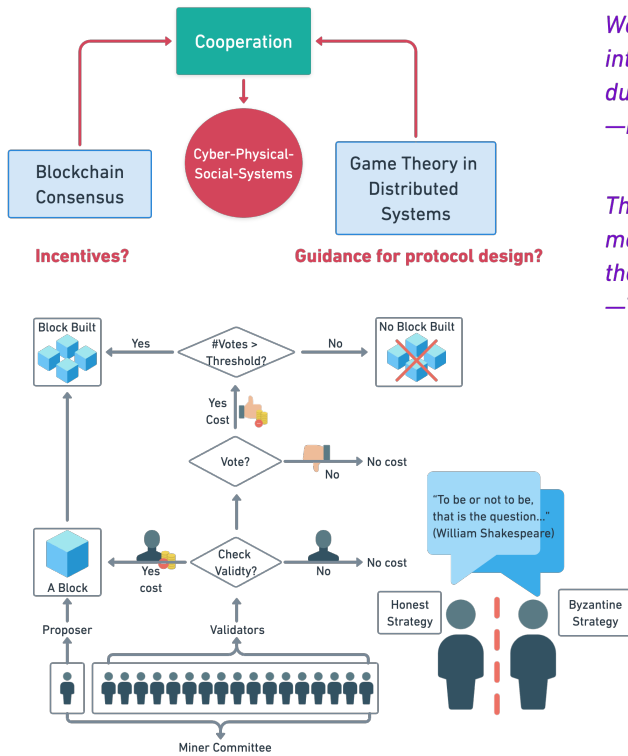 Cooperation
Cyber-Physical-
Social-Systems
Blockchain
Consensus
Game Theory in
Distributed
Systems
Incentives?
Guidance for protocol design?
Block Built
Yes
#Votes >
Threshold?
No
No Block Built
Yes
Cost
Vote?
No
No cost
"To be or not to be,
that is the question..."
(William Shakespeare)
A Block
Yes
cost
Check
Validty?
No
No cost
Honest
Strategy
Byzantine
Strategy
Proposer
Validators
Miner Committee